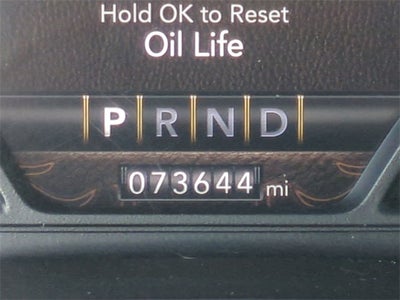 Hold OK to Reset
Oil Life
P R N D
073644 mi